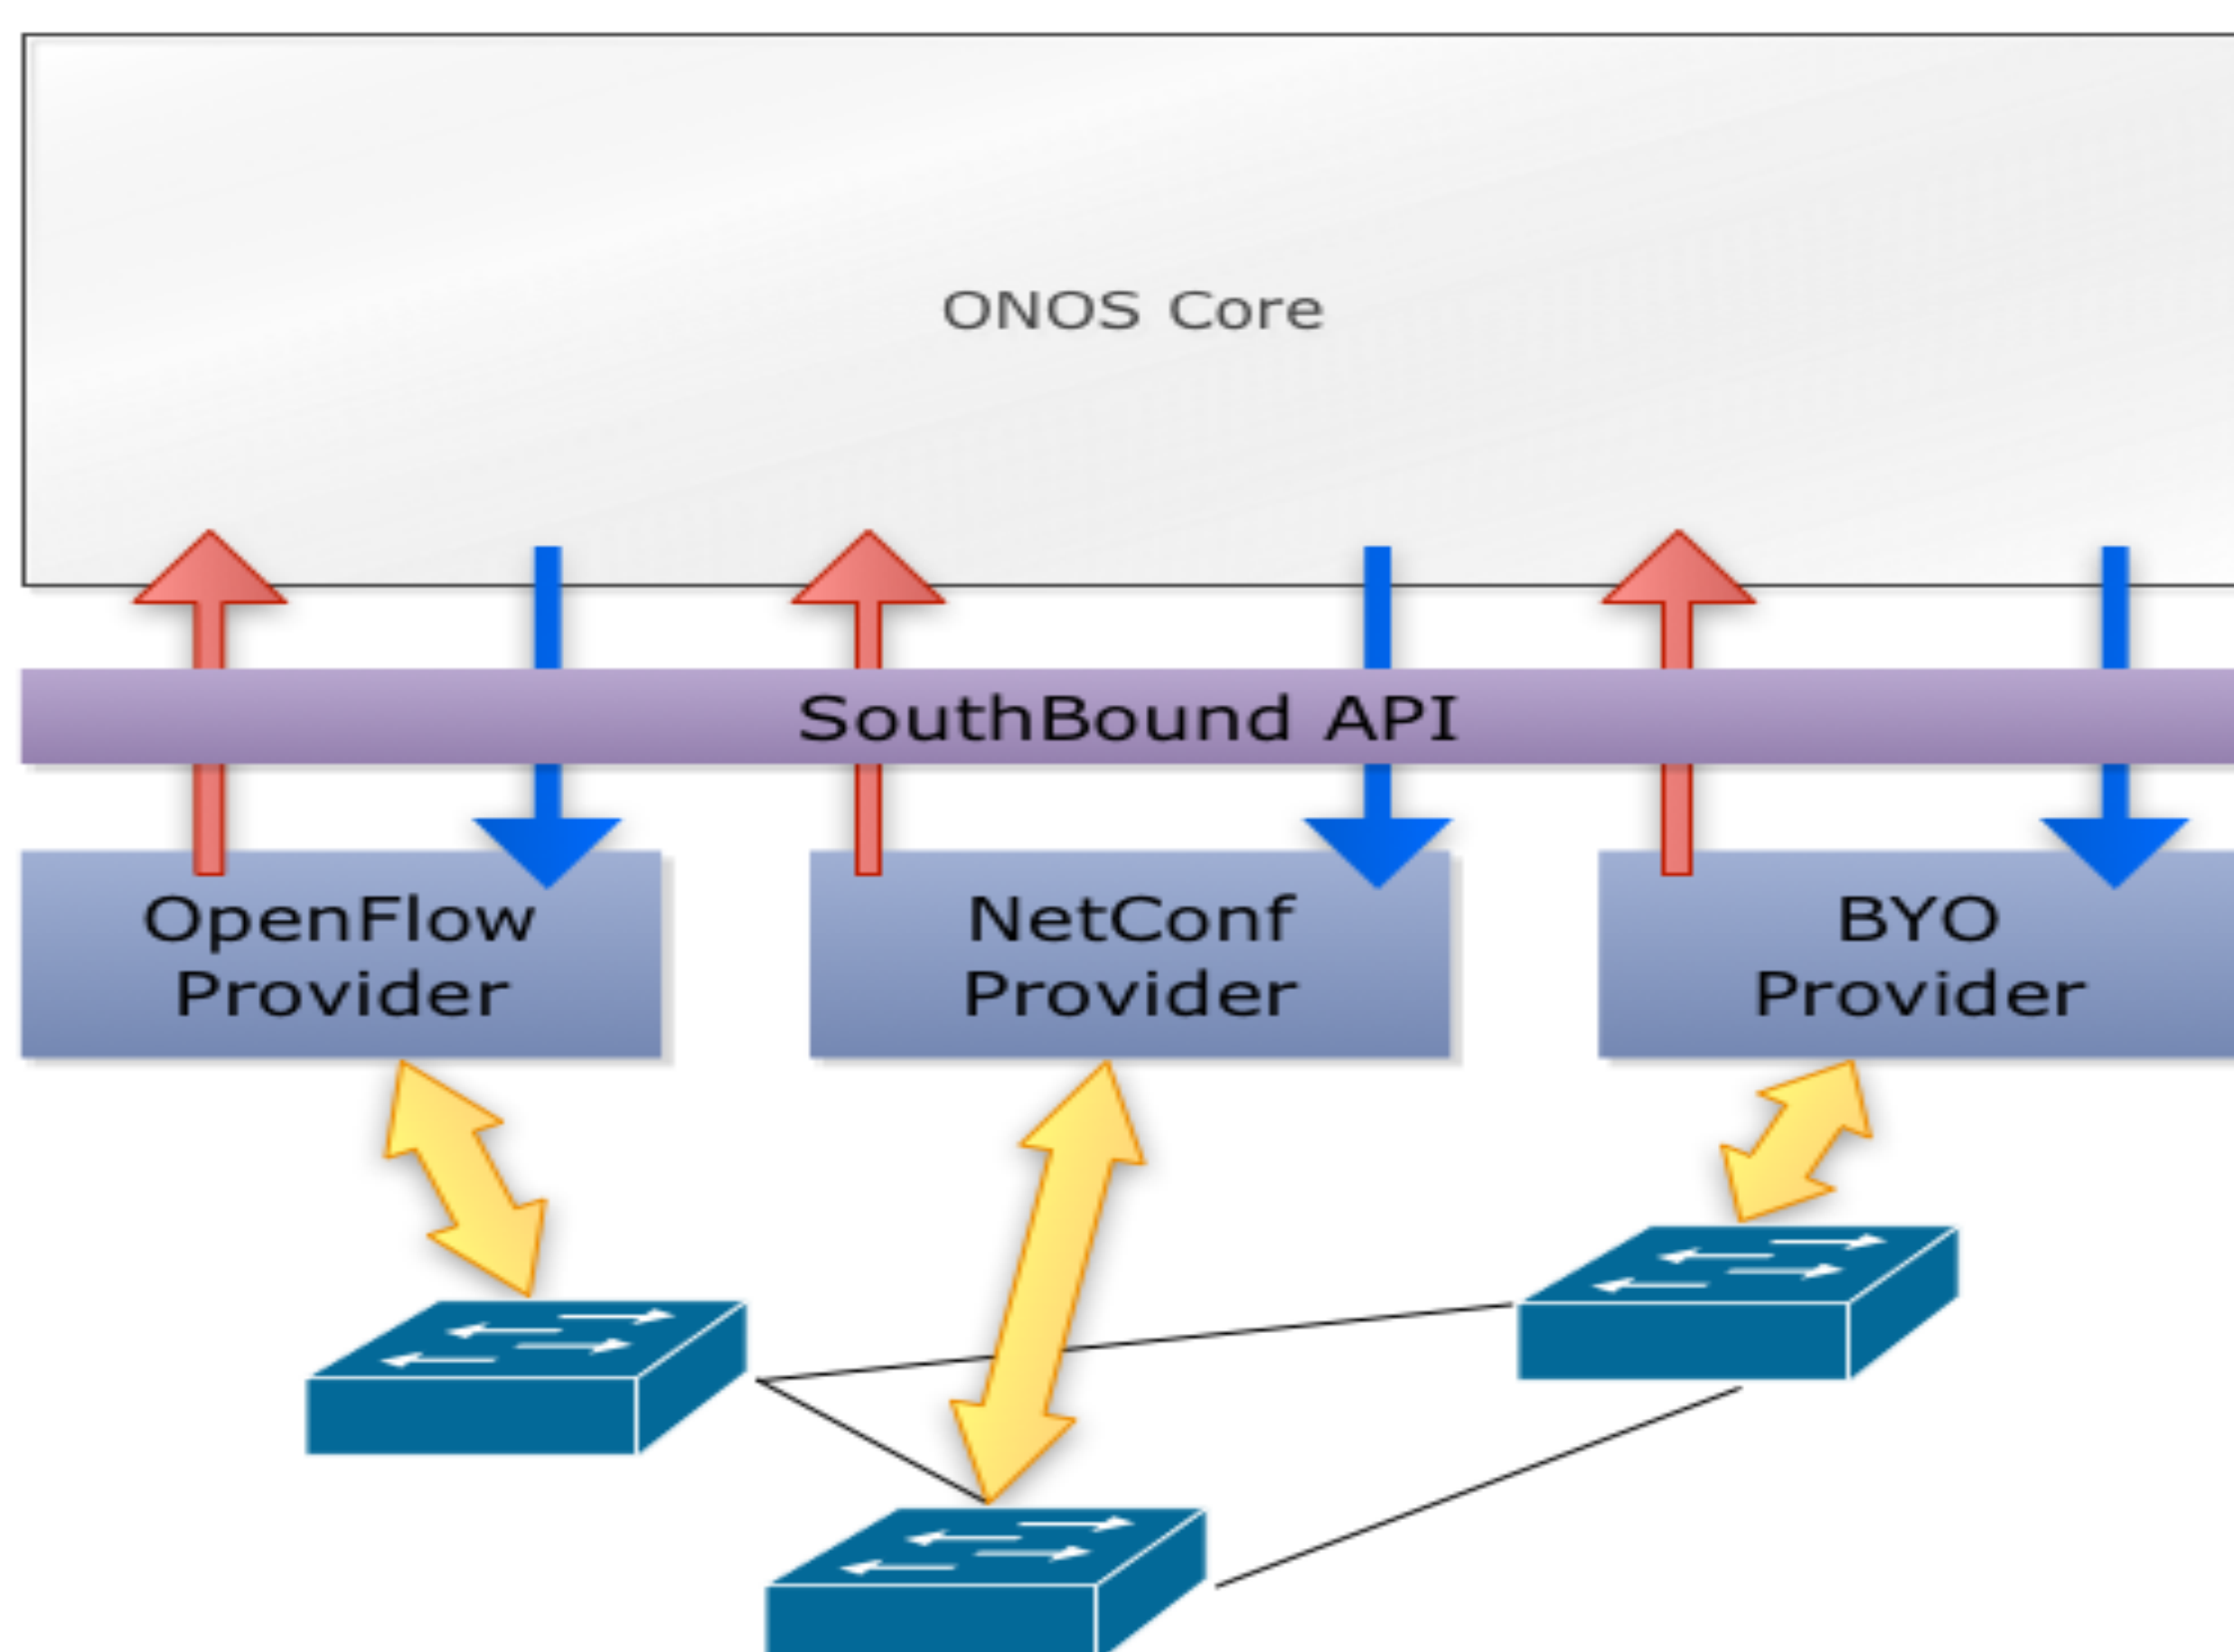 ONOS Core
SouthBound API
OpenFlow
Provider
NetConf
Provider
BYO
Provider